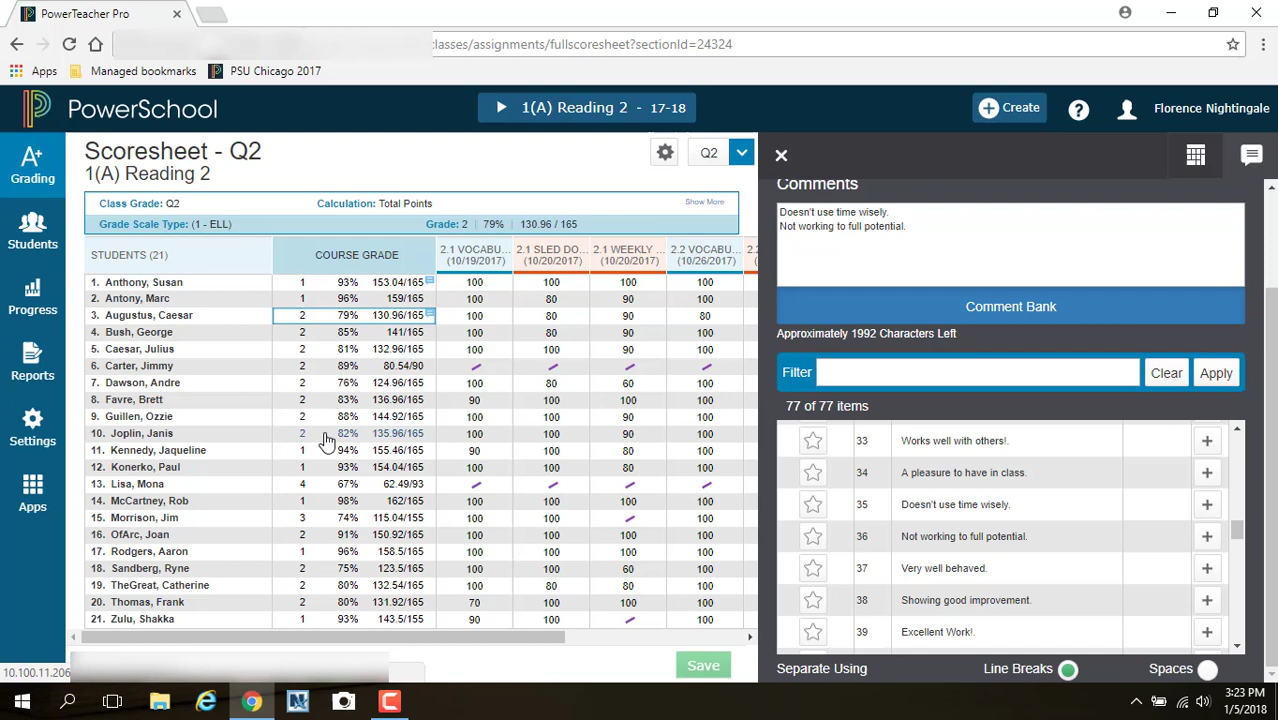 PowerTeacher Pro
classes/assignments/fullscoresheet?sectionId=24324
Apps Managed bookmarks PSU Chicago 2017
PowerSchool
1(A) Reading 2 - 17-18
Create
Florence Nightingale
A+
Grading
Students
Progress
Reports
Settings
Apps
Scoresheet - Q2
1(A) Reading 2
Q2
Class Grade: Q2 Calculation: Total Points Show More
Grade Scale Type: (1 - ELL) Grade: 2 | 79% | 130.96 / 165
STUDENTS (21) COURSE GRADE 2.1 VOCABU... (10/19/2017) 2.1 SLED DO... (10/20/2017) 2.1 WEEKLY ... (10/20/2017) 2.2 VOCABU... (10/26/2017)
1. Anthony, Susan 1 93% 153.04/165 100 100 100 100
2. Antony, Marc 1 96% 159/165 100 80 90 100
3. Augustus, Caesar 2 79% 130.96/165 100 80 90 80
4. Bush, George 2 85% 141/165 100 80 90 100
5. Caesar, Julius 2 81% 132.96/165 100 100 90 100
6. Carter, Jimmy 2 89% 80.54/90
7. Dawson, Andre 2 76% 124.96/165 100 80 60 100
8. Favre, Brett 2 83% 136.96/165 90 100 90 100
9. Guillen, Ozzie 2 88% 144.92/165 100 100 90 100
10. Joplin, Janis 2 82% 135.96/165 100 100 90 100
11. Kennedy, Jaqueline 1 94% 155.46/165 90 100 80 100
12. Konerko, Paul 1 93% 154.04/165 100 100 80 100
13. Lisa, Mona 4 67% 62.49/93
14. McCartney, Rob 1 98% 162/165 100 100 100 100
15. Morrison, Jim 3 74% 115.04/155 100 100 100
16. OfArc, Joan 2 91% 150.92/165 100 100 100 100
17. Rodgers, Aaron 1 96% 158.5/165 100 100 90 100
18. Sandberg, Ryne 2 75% 123.5/165 100 100 60 100
19. TheGreat, Catherine 2 80% 132.54/165 100 80 80 100
20. Thomas, Frank 2 80% 131.92/165 70 100 100 100
21. Zulu, Shakka 1 93% 143.5/155 90 100 100
Save
10.100.11.206
Comments
Doesn't use time wisely.
Not working to full potential.
Comment Bank
Approximately 1992 Characters Left
Filter Clear Apply
77 of 77 items
33 Works well with others!.
34 A pleasure to have in class.
35 Doesn't use time wisely.
36 Not working to full potential.
37 Very well behaved.
38 Showing good improvement.
39 Excellent Work!.
Separate Using Line Breaks Spaces
3:23 PM
1/5/2018